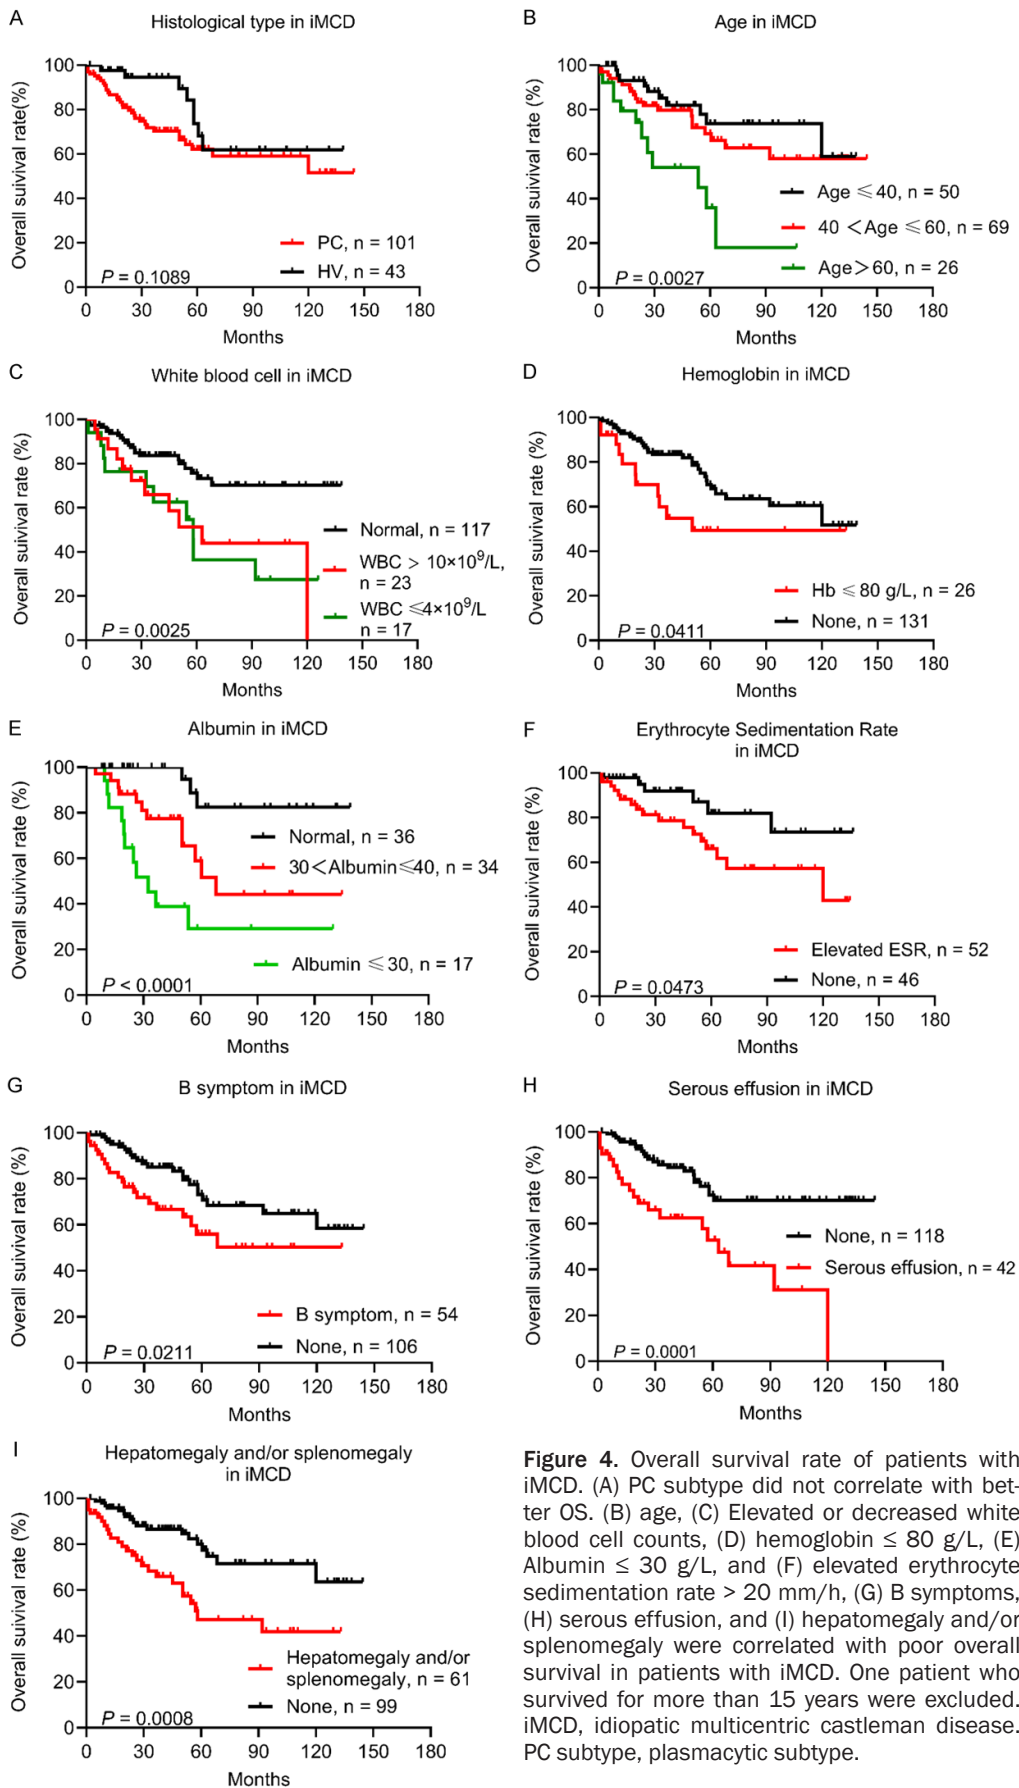 A
Histological type in iMCD
Overall suivival rate(%)
100
80
60
40
20
0
PC, n = 101
HV, n = 43
P = 0.1089
0 30 60 90 120 150 180
Months
B
Age in iMCD
Overall suivival rate (%)
100
80
60
40
20
0
Age ≤ 40, n = 50
40 < Age ≤ 60, n = 69
Age > 60, n = 26
P = 0.0027
0 30 60 90 120 150 180
Months
C
White blood cell in iMCD
Overall suivival rate (%)
100
80
60
40
20
0
Normal, n = 117
WBC > 10×10⁹/L,
n = 23
WBC ≤4×10⁹/L
n = 17
P = 0.0025
0 30 60 90 120 150 180
Months
D
Hemoglobin in iMCD
Overall suivival rate (%)
100
80
60
40
20
0
Hb ≤ 80 g/L, n = 26
None, n = 131
P = 0.0411
0 30 60 90 120 150 180
Months
E
Albumin in iMCD
Overall suivival rate (%)
100
80
60
40
20
0
Normal, n = 36
30 < Albumin ≤ 40, n = 34
Albumin ≤ 30, n = 17
P < 0.0001
0 30 60 90 120 150 180
Months
F
Erythrocyte Sedimentation Rate
in iMCD
Overall suivival rate (%)
100
80
60
40
20
0
Elevated ESR, n = 52
None, n = 46
P = 0.0473
0 30 60 90 120 150 180
Months
G
B symptom in iMCD
Overall suivival rate (%)
100
80
60
40
20
0
B symptom, n = 54
None, n = 106
P = 0.0211
0 30 60 90 120 150 180
Months
H
Serous effusion in iMCD
Overall suivival rate (%)
100
80
60
40
20
0
None, n = 118
Serous effusion, n = 42
P = 0.0001
0 30 60 90 120 150 180
Months
I
Hepatomegaly and/or splenomegaly
in iMCD
Overall suivival rate (%)
100
80
60
40
20
0
Hepatomegaly and/or
splenomegaly, n = 61
None, n = 99
P = 0.0008
0 30 60 90 120 150 180
Months
Figure 4. Overall survival rate of patients with
iMCD. (A) PC subtype did not correlate with bet-
ter OS. (B) age, (C) Elevated or decreased white
blood cell counts, (D) hemoglobin ≤ 80 g/L, (E)
Albumin ≤ 30 g/L, and (F) elevated erythrocyte
sedimentation rate > 20 mm/h, (G) B symptoms,
(H) serous effusion, and (I) hepatomegaly and/or
splenomegaly were correlated with poor overall
survival in patients with iMCD. One patient who
survived for more than 15 years were excluded.
iMCD, idiopatic multicentric castleman disease.
PC subtype, plasmacytic subtype.